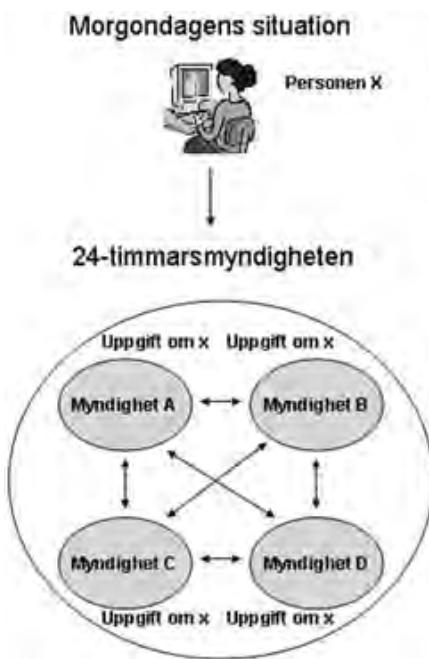 Morgondagens situation
Personen X
24-timmarsmyndigheten
Uppgift om x Uppgift om x
Myndighet A Myndighet B
Myndighet C Myndighet D
Uppgift om x Uppgift om x